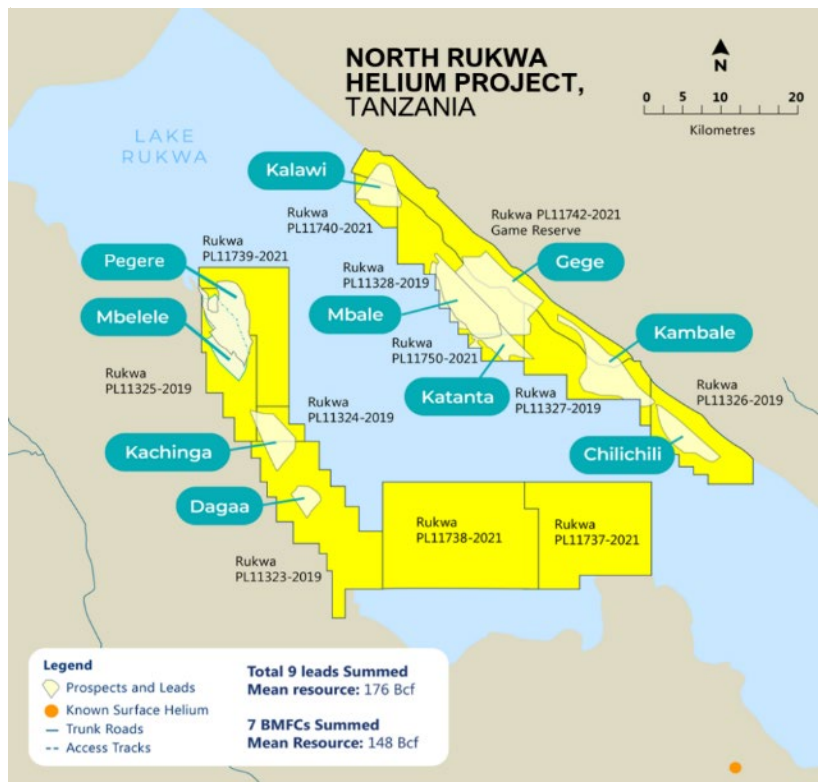 NORTH RUKWA
HELIUM PROJECT,
TANZANIA
N
0 5 10 20
Kilometres
LAKE
RUKWA
Kalawi
Rukwa
PL11740-2021
Rukwa PL11742-2021
Game Reserve
Gege
Rukwa
PL11739-2021
Pegere
Rukwa
PL11328-2019
Mbelele
Mbale
Kambale
Rukwa
PL11750-2021
Rukwa
PL11325-2019
Katanta
Rukwa
PL11327-2019
Rukwa
PL11326-2019
Rukwa
PL11324-2019
Kachinga
Chilichili
Dagaa
Rukwa
PL11738-2021
Rukwa
PL11737-2021
Rukwa
PL11323-2019
Legend
Prospects and Leads
Known Surface Helium
Trunk Roads
Access Tracks
Total 9 leads Summed
Mean resource: 176 Bcf
7 BMFCs Summed
Mean Resource: 148 Bcf